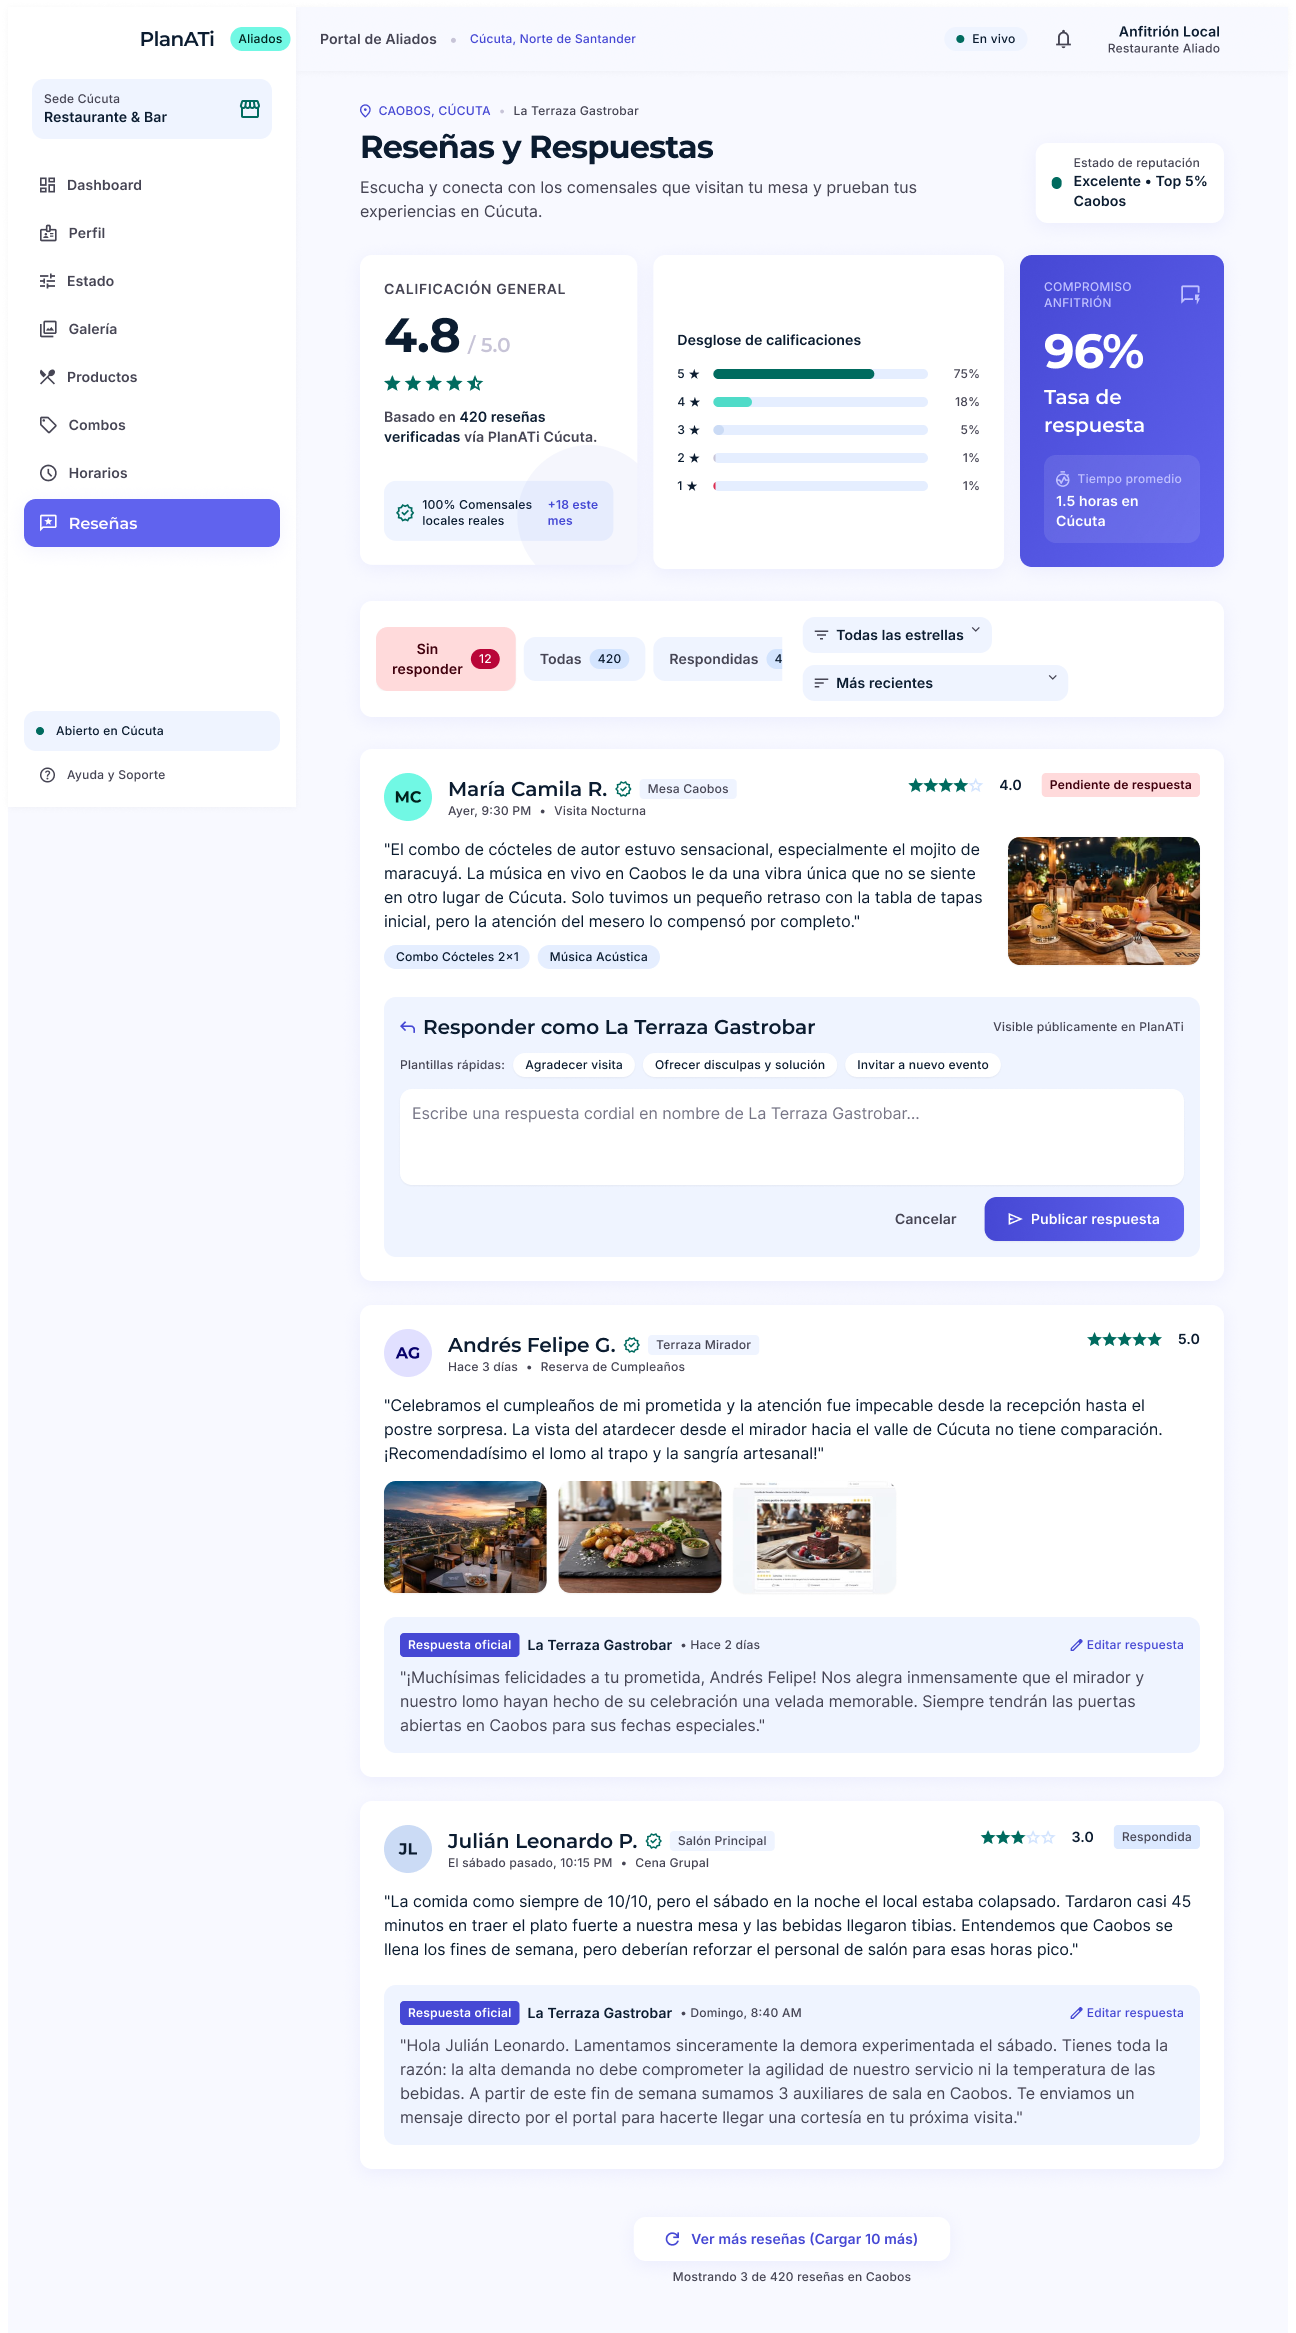 PlanATi Aliados
Sede Cúcuta
Restaurante & Bar
Dashboard
Perfil
Estado
Galería
Productos
Combos
Horarios
Reseñas
Abierto en Cúcuta
Ayuda y Soporte
Portal de Aliados • Cúcuta, Norte de Santander
En vivo
Anfitrión Local
Restaurante Aliado
CAOBOS, CÚCUTA • La Terraza Gastrobar
Reseñas y Respuestas
Escucha y conecta con los comensales que visitan tu mesa y prueban tus
experiencias en Cúcuta.
Estado de reputación
Excelente • Top 5%
Caobos
CALIFICACIÓN GENERAL
4.8 / 5.0
Basado en 420 reseñas
verificadas vía PlanATi Cúcuta.
100% Comensales
locales reales
+18 este
mes
Desglose de calificaciones
5 ★ 75%
4 ★ 18%
3 ★ 5%
2 ★ 1%
1 ★ 1%
COMPROMISO
ANFITRIÓN
96%
Tasa de
respuesta
Tiempo promedio
1.5 horas en
Cúcuta
Sin
responder 12
Todas 420
Respondidas 4
Todas las estrellas
Más recientes
MC
María Camila R. Mesa Caobos
Ayer, 9:30 PM • Visita Nocturna
4.0 Pendiente de respuesta
"El combo de cócteles de autor estuvo sensacional, especialmente el mojito de
maracuyá. La música en vivo en Caobos le da una vibra única que no se siente
en otro lugar de Cúcuta. Solo tuvimos un pequeño retraso con la tabla de tapas
inicial, pero la atención del mesero lo compensó por completo."
Combo Cócteles 2x1 Música Acústica
Responder como La Terraza Gastrobar
Visible públicamente en PlanATi
Plantillas rápidas: Agradecer visita Ofrecer disculpas y solución Invitar a nuevo evento
Escribe una respuesta cordial en nombre de La Terraza Gastrobar...
Cancelar Publicar respuesta
AG
Andrés Felipe G. Terraza Mirador
Hace 3 días • Reserva de Cumpleaños
5.0
"Celebramos el cumpleaños de mi prometida y la atención fue impecable desde la recepción hasta el
postre sorpresa. La vista del atardecer desde el mirador hacia el valle de Cúcuta no tiene comparación.
¡Recomendadísimo el lomo al trapo y la sangría artesanal!"
Respuesta oficial La Terraza Gastrobar • Hace 2 días
Editar respuesta
"¡Muchísimas felicidades a tu prometida, Andrés Felipe! Nos alegra inmensamente que el mirador y
nuestro lomo hayan hecho de su celebración una velada memorable. Siempre tendrán las puertas
abiertas en Caobos para sus fechas especiales."
JL
Julián Leonardo P. Salón Principal
El sábado pasado, 10:15 PM • Cena Grupal
3.0 Respondida
"La comida como siempre de 10/10, pero el sábado en la noche el local estaba colapsado. Tardaron casi 45
minutos en traer el plato fuerte a nuestra mesa y las bebidas llegaron tibias. Entendemos que Caobos se
llena los fines de semana, pero deberían reforzar el personal de salón para esas horas pico."
Respuesta oficial La Terraza Gastrobar • Domingo, 8:40 AM
Editar respuesta
"Hola Julián Leonardo. Lamentamos sinceramente la demora experimentada el sábado. Tienes toda la
razón: la alta demanda no debe comprometer la agilidad de nuestro servicio ni la temperatura de las
bebidas. A partir de este fin de semana sumamos 3 auxiliares de sala en Caobos. Te enviamos un
mensaje directo por el portal para hacerte llegar una cortesía en tu próxima visita."
Ver más reseñas (Cargar 10 más)
Mostrando 3 de 420 reseñas en Caobos